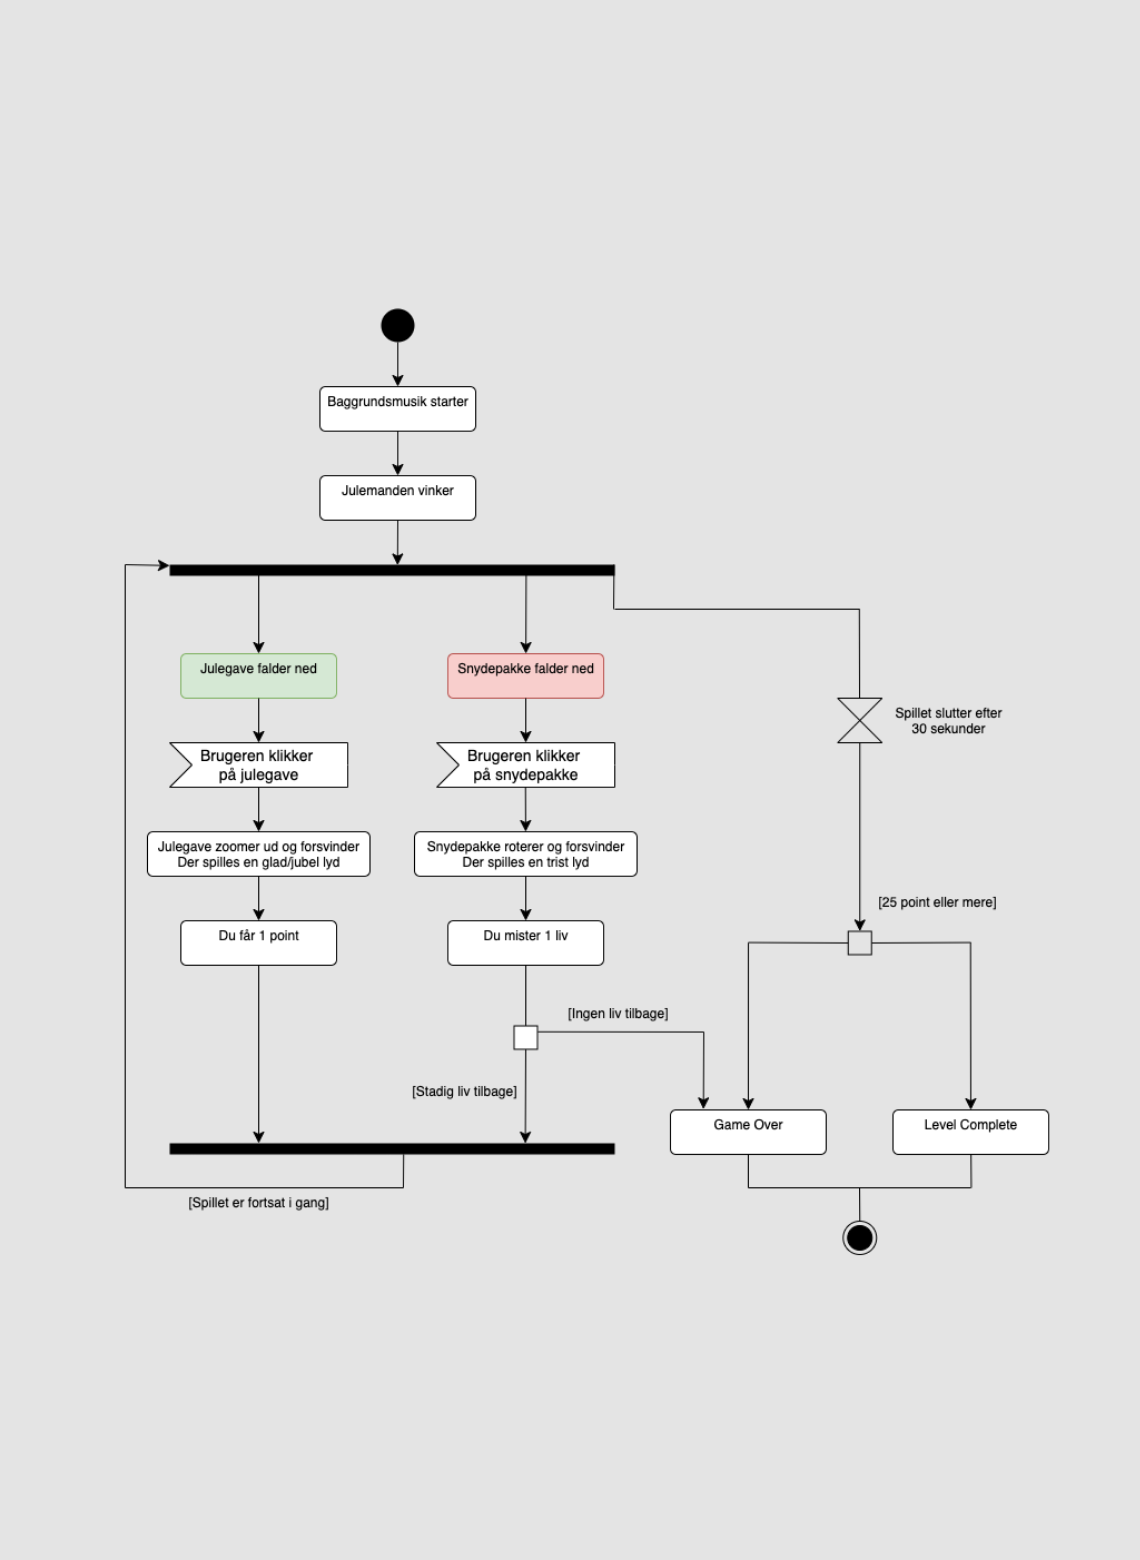 Baggrundsmusik starter
Julemanden vinker
Julegave falder ned
Snydepakke falder ned
Spillet slutter efter
30 sekunder
Brugeren klikker
på julegave
Brugeren klikker
på snydepakke
Julegave zoomer ud og forsvinder
Der spilles en glad/jubel lyd
Snydepakke roterer og forsvinder
Der spilles en trist lyd
[25 point eller mere]
Du får 1 point
Du mister 1 liv
[Ingen liv tilbage]
[Stadig liv tilbage]
Game Over
Level Complete
[Spillet er fortsat i gang]